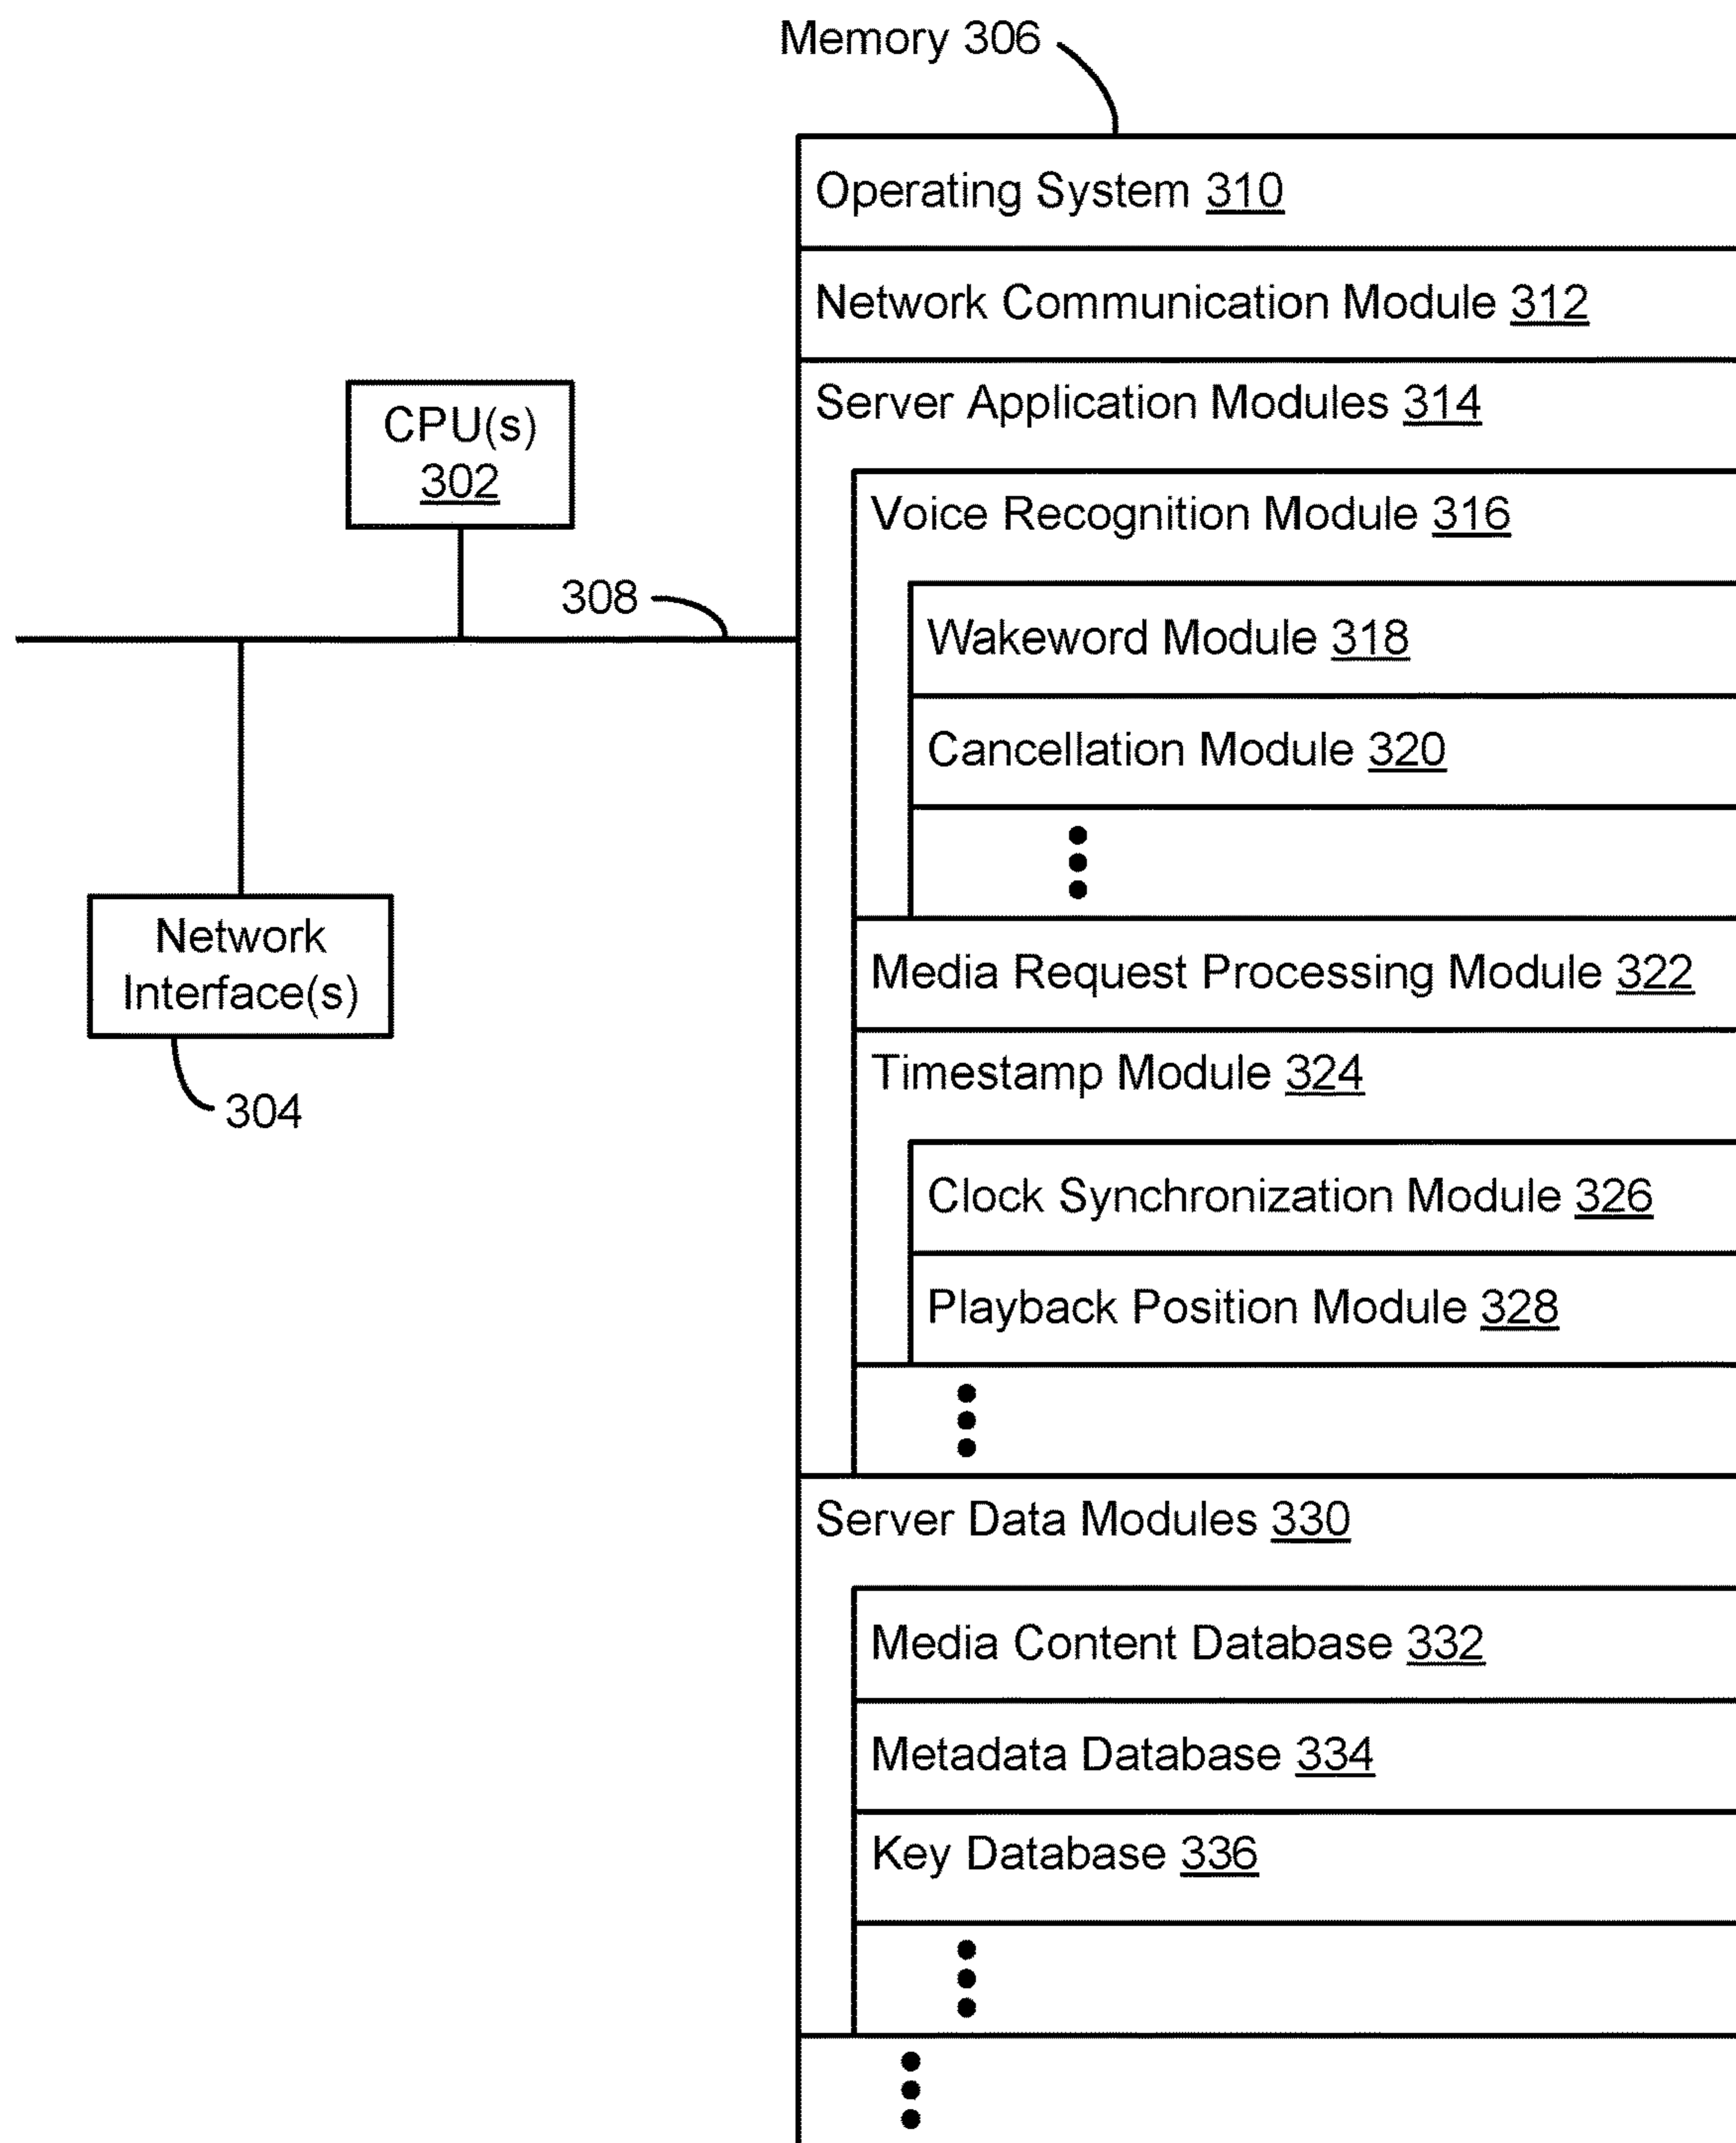 Memory 306
Operating System 310
Network Communication Module 312
Server Application Modules 314
CPU(s)
302
Voice Recognition Module 316
308
Wakeword Module 318
Cancellation Module 320
Network
Interface(s)
304
Media Request Processing Module 322
Timestamp Module 324
Clock Synchronization Module 326
Playback Position Module 328
Server Data Modules 330
Media Content Database 332
Metadata Database 334
Key Database 336